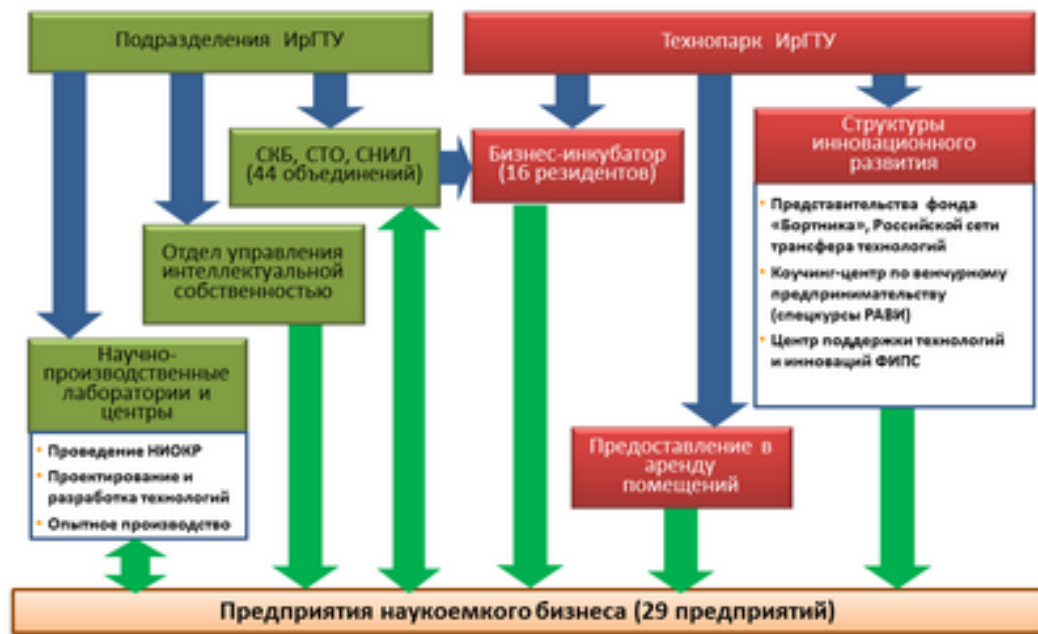 Подразделения ИрГТУ
Технопарк ИрГТУ
СКБ, СТО, СНИЛ
(44 объединений)
Бизнес-инкубатор
(16 резидентов)
Структуры
инновационного
развития
• Представительства фонда
«Бортника», Российской сети
трансфера технологий
• Коучинг-центр по венчурному
предпринимательству
(спецкурсы РАВИ)
• Центр поддержки технологий
и инноваций ФИПС
Отдел управления
интеллектуальной
собственностью
Научно-
производственные
лаборатории и
центры
• Проведение НИОКР
• Проектирование и
разработка технологий
• Опытное производство
Предоставление в
аренду
помещений
Предприятия наукоемкого бизнеса (29 предприятий)